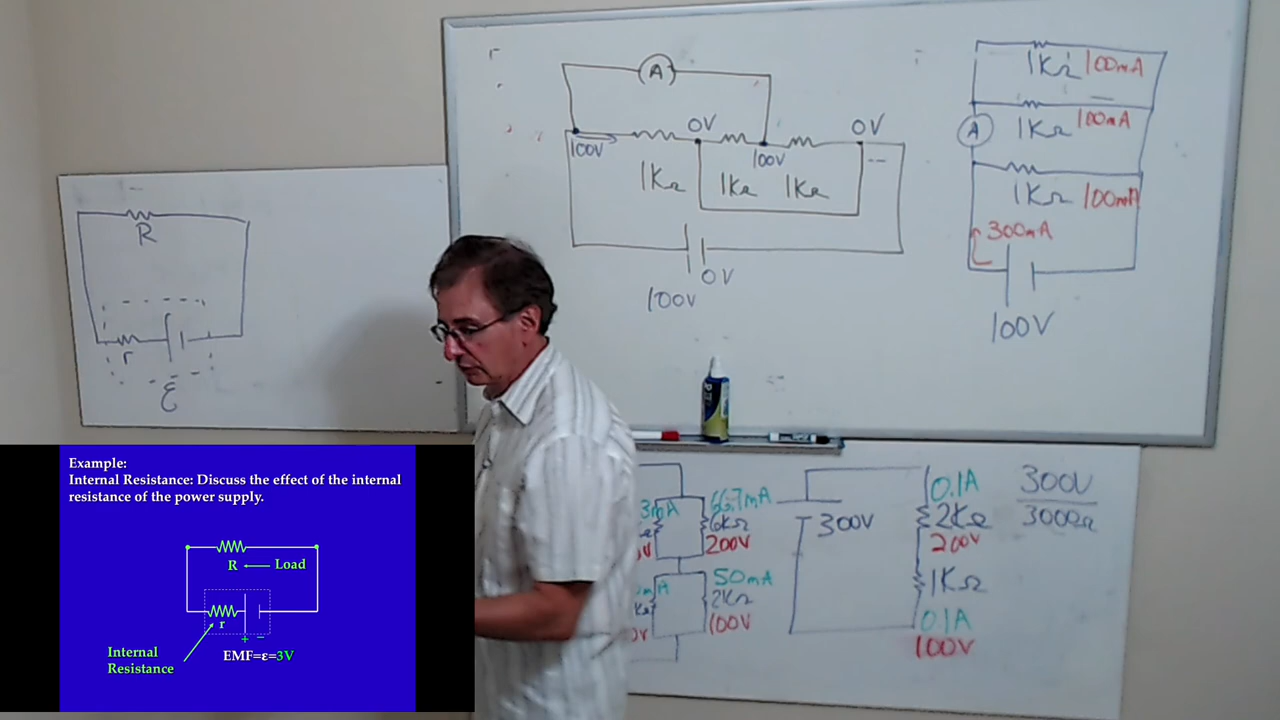 R
r
ε
A
0V
0V
100V
100V
1KΩ
1KΩ
1KΩ
0V
100V
1KΩ 100mA
1KΩ 100mA
A
1KΩ 100mA
300mA
100V
66.7mA
6KΩ
200V
50mA
2KΩ
100V
300V
0.1A
2KΩ
200V
1KΩ
0.1A
100V
300V
3000Ω
Example:
Internal Resistance: Discuss the effect of the internal
resistance of the power supply.
R ← Load
r
+ −
Internal
Resistance
EMF=ε=3V